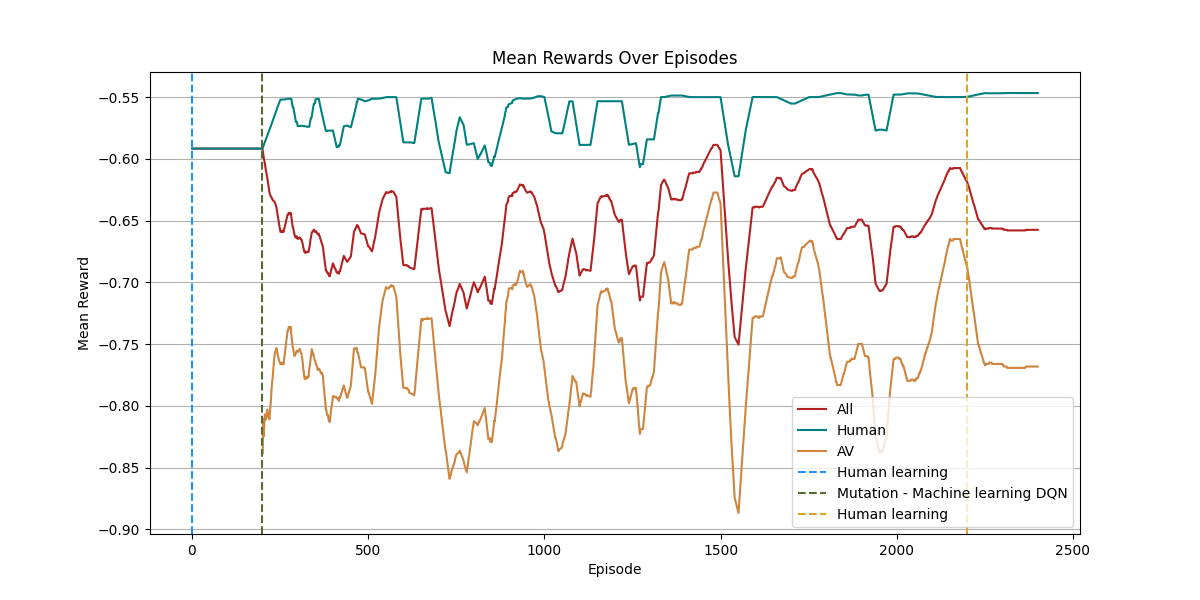 Mean Rewards Over Episodes
Mean Reward
−0.55
−0.60
−0.65
−0.70
−0.75
−0.80
−0.85
−0.90
All
Human
AV
Human learning
Mutation - Machine learning DQN
Human learning
0
500
1000
1500
2000
2500
Episode